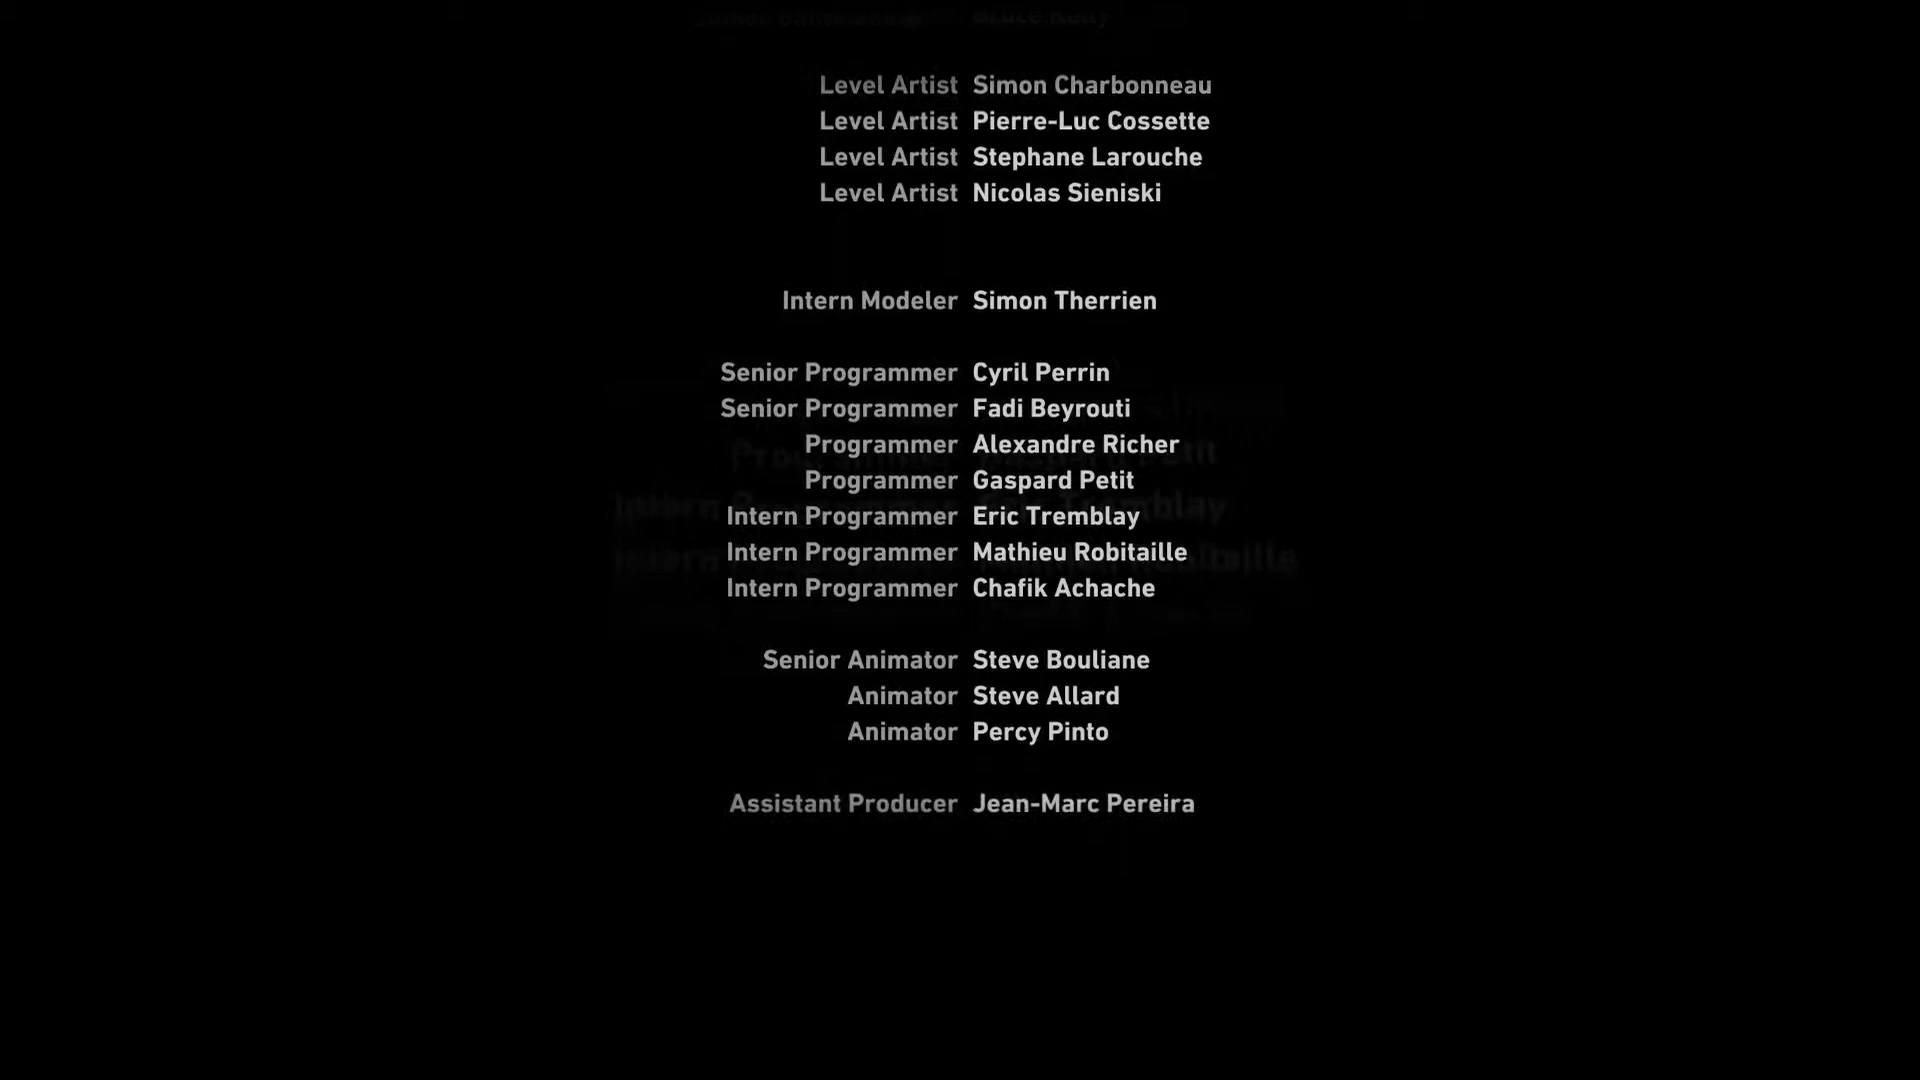 Bruce Kelly
Level Artist Simon Charbonneau
Level Artist Pierre-Luc Cossette
Level Artist Stephane Larouche
Level Artist Nicolas Sieniski
Intern Modeler Simon Therrien
Senior Programmer Cyril Perrin
Senior Programmer Fadi Beyrouti
Programmer Alexandre Richer
Programmer Gaspard Petit
Intern Programmer Eric Tremblay
Intern Programmer Mathieu Robitaille
Intern Programmer Chafik Achache
Senior Animator Steve Bouliane
Animator Steve Allard
Animator Percy Pinto
Assistant Producer Jean-Marc Pereira